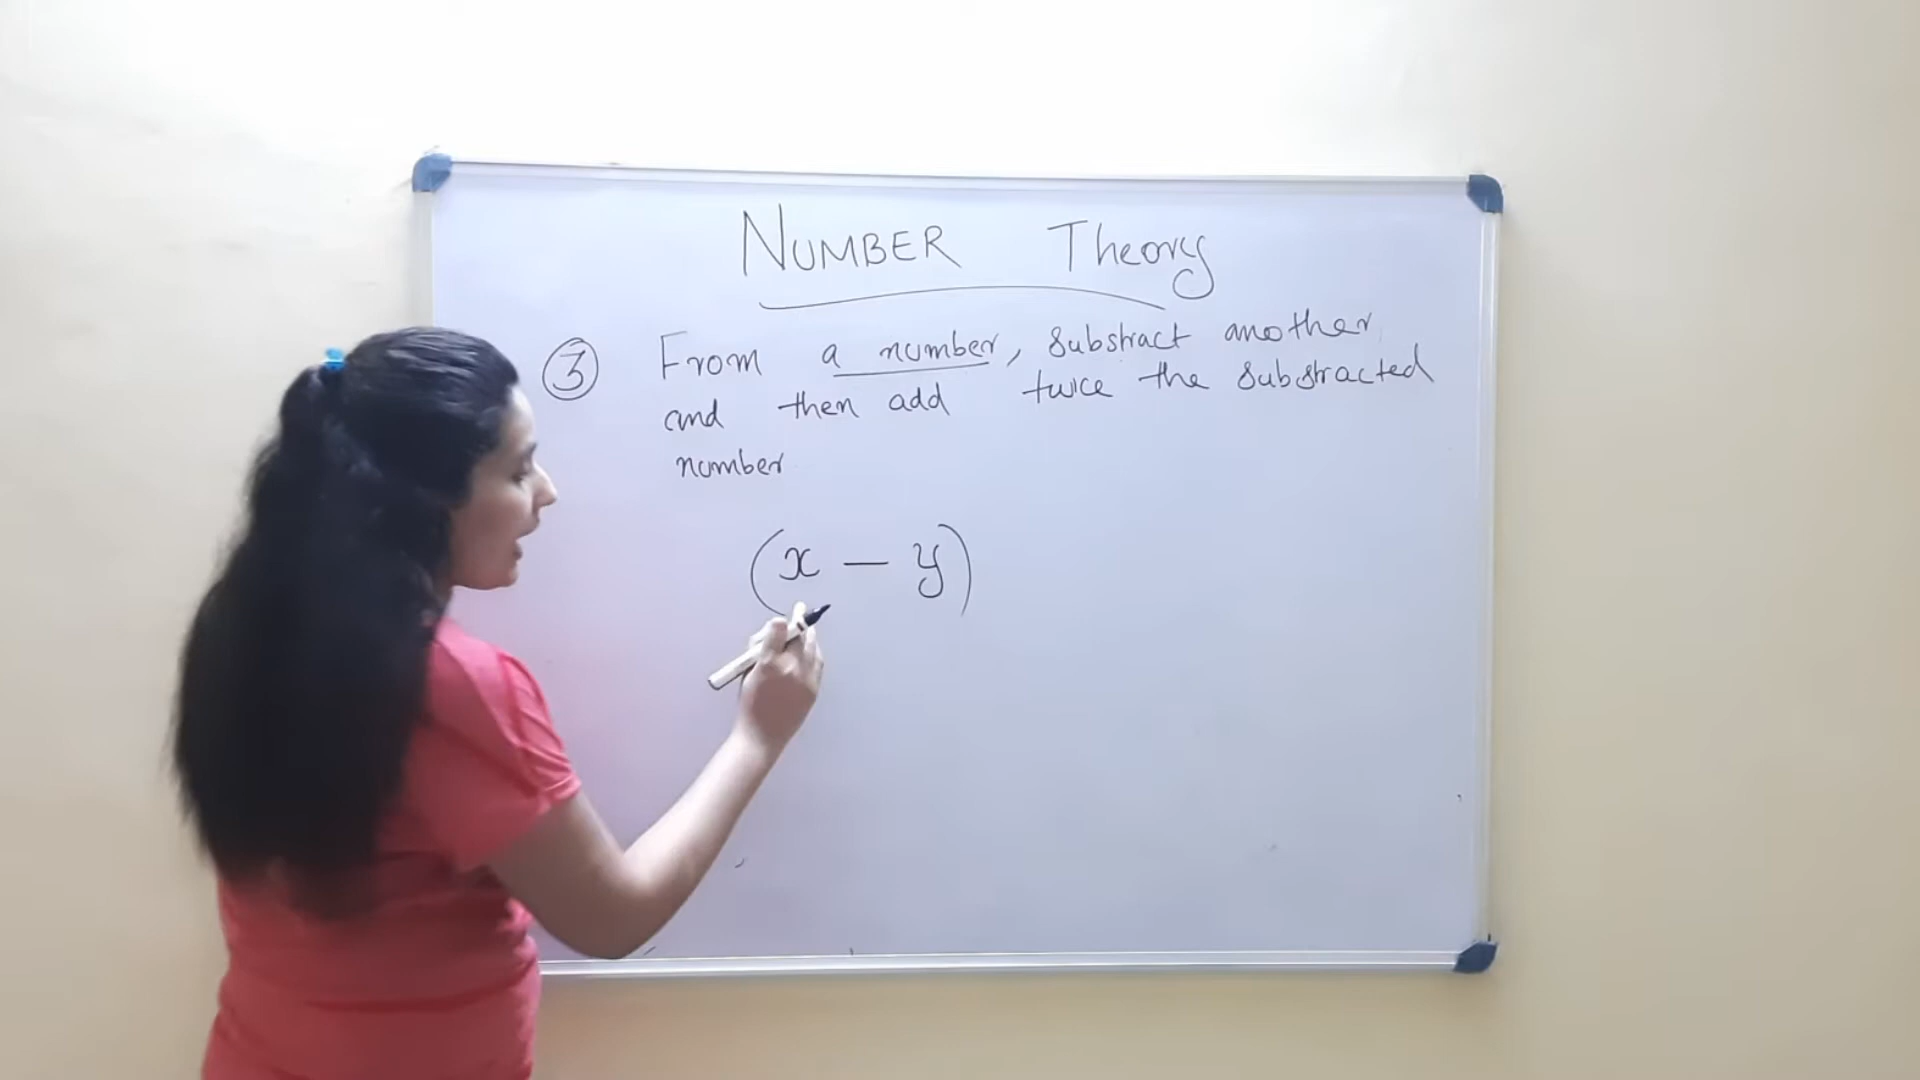 NUMBER Theory
③ From a number, substract another
and then add twice the substracted
number
(x - y)